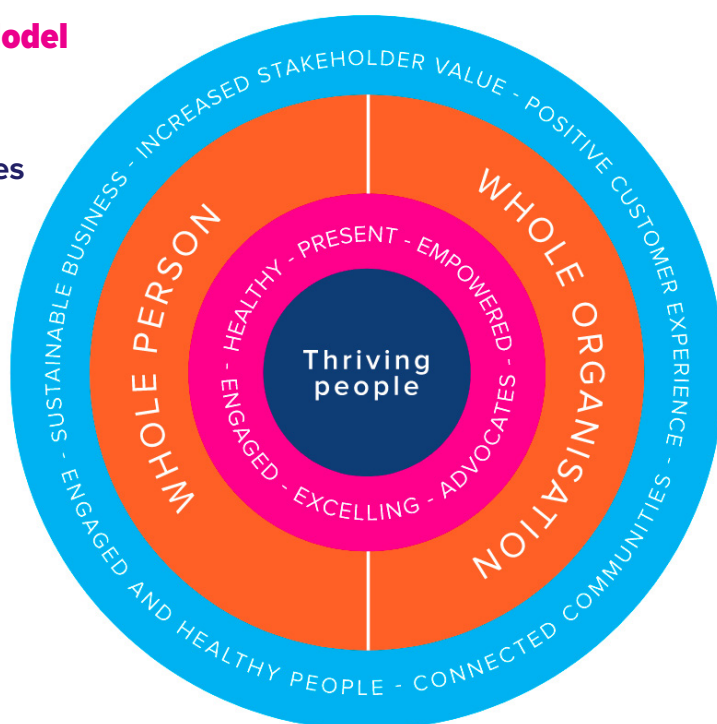 odel
es
SUSTAINABLE BUSINESS - INCREASED STAKEHOLDER VALUE - POSITIVE CUSTOMER EXPERIENCE -
ENGAGED AND HEALTHY PEOPLE - CONNECTED COMMUNITIES -
WHOLE PERSON
WHOLE ORGANISATION
- HEALTHY - PRESENT - EMPOWERED -
ENGAGED - EXCELLING - ADVOCATES
Thriving
people